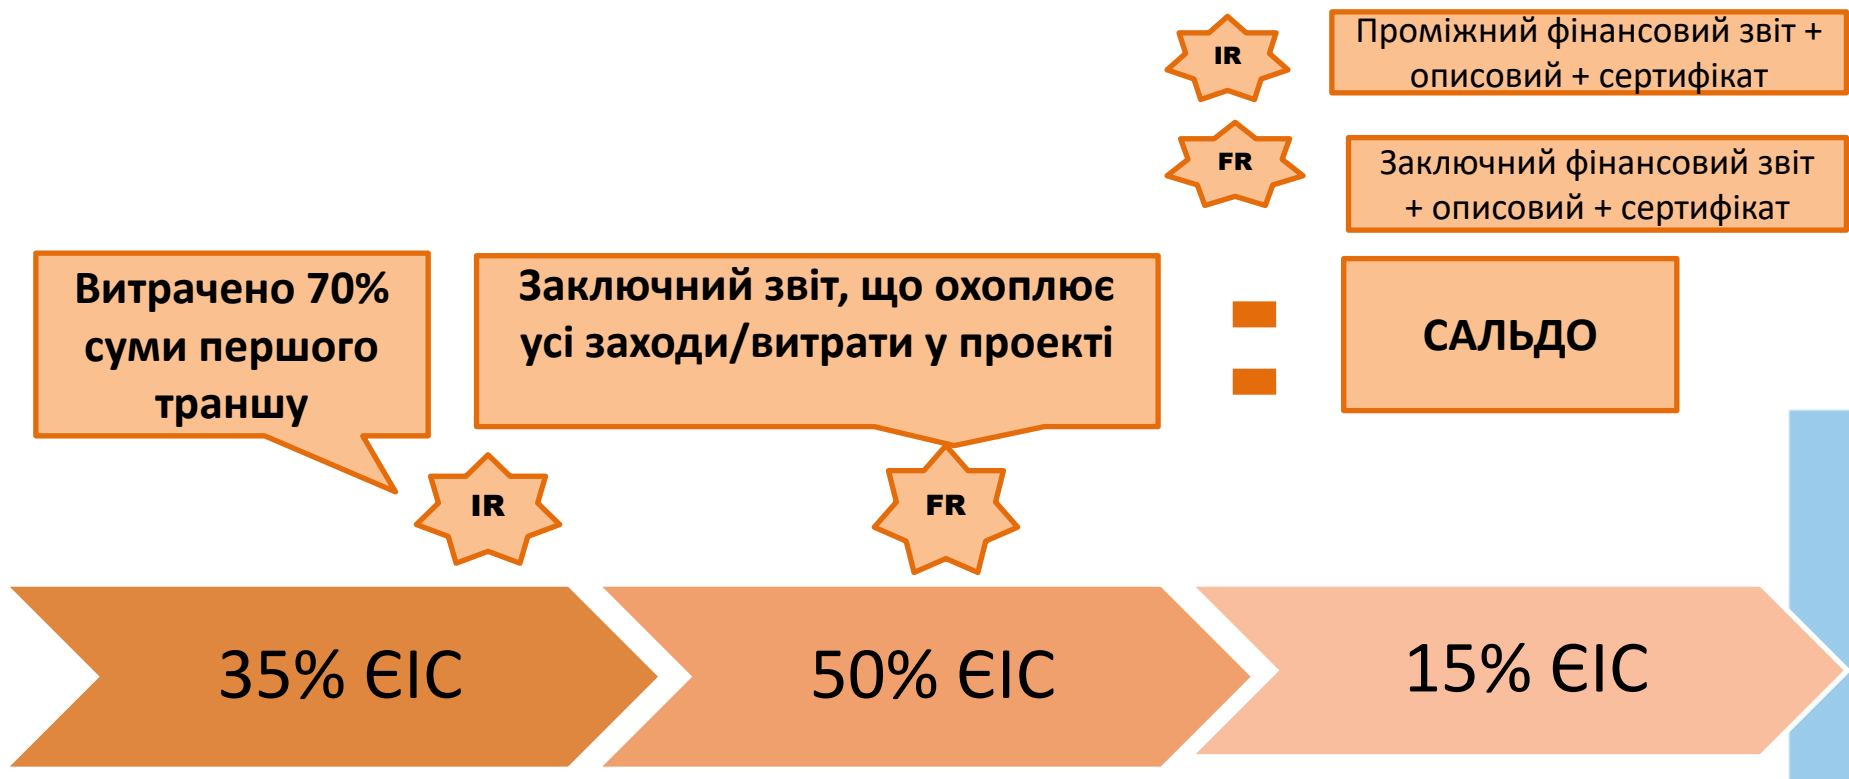 IR
Проміжний фінансовий звіт +
описовий + сертифікат
FR
Заключний фінансовий звіт
+ описовий + сертифікат
Витрачено 70%
суми першого
траншу
Заключний звіт, що охоплює
усі заходи/витрати у проекті
=
САЛЬДО
IR
FR
35% ЄІС
50% ЄІС
15% ЄІС